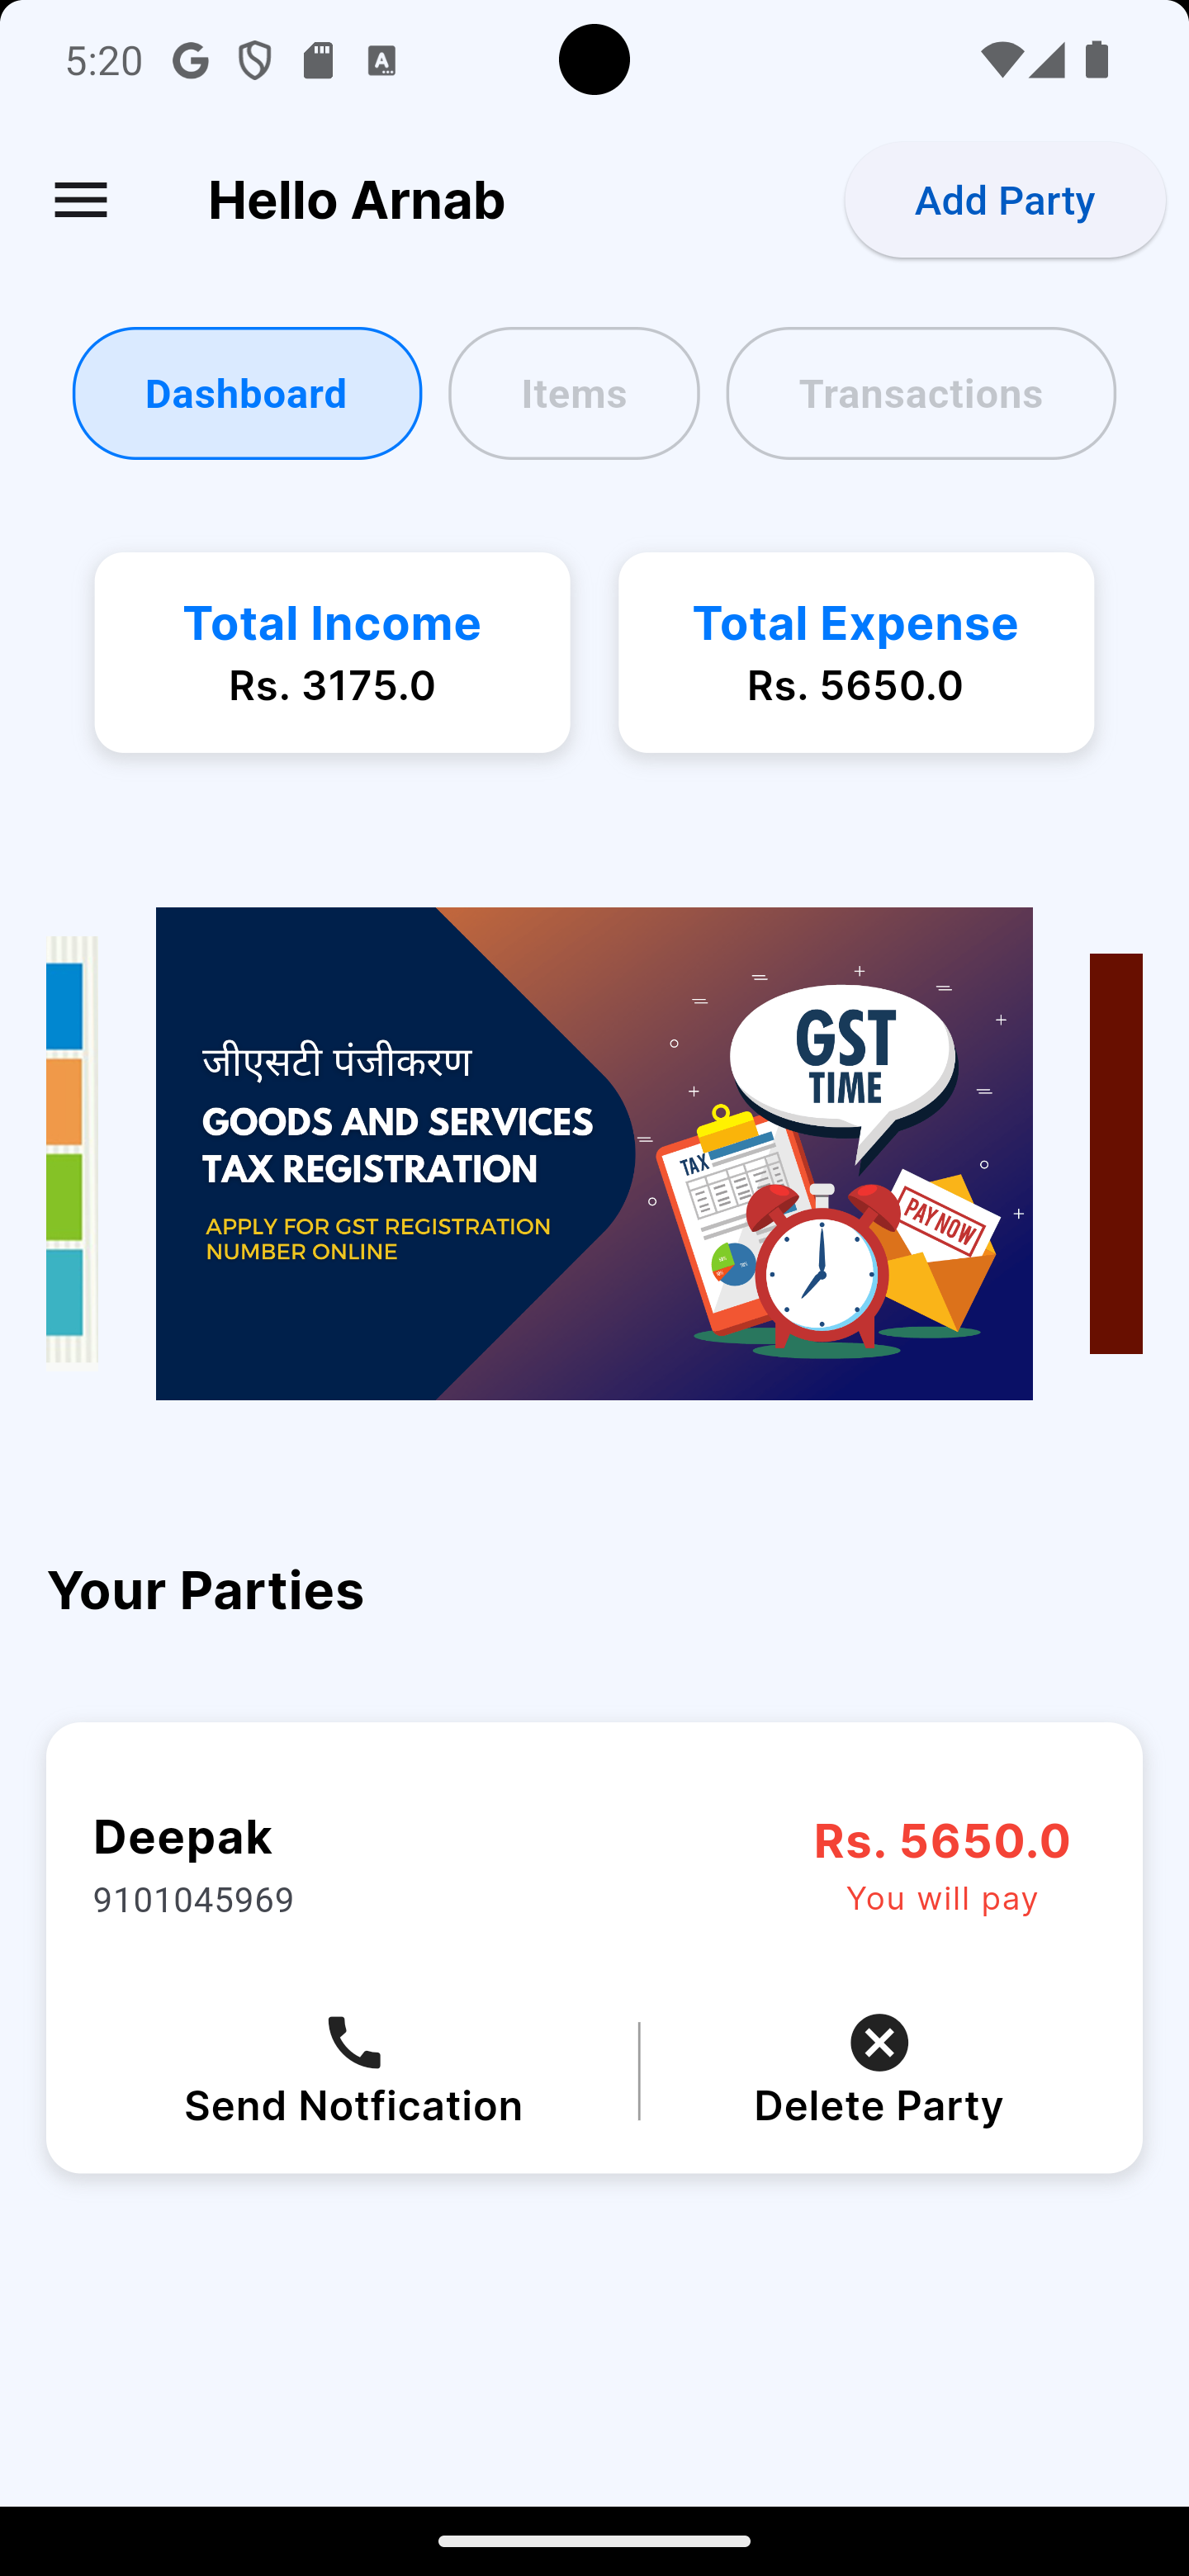 5:20
Hello Arnab
Add Party
Dashboard
Items
Transactions
Total Income
Rs. 3175.0
Total Expense
Rs. 5650.0
जीएसटी पंजीकरण
GOODS AND SERVICES
TAX REGISTRATION
APPLY FOR GST REGISTRATION
NUMBER ONLINE
GST
TIME
TAX
PAY NOW
Your Parties
Deepak
9101045969
Rs. 5650.0
You will pay
Send Notfication
Delete Party